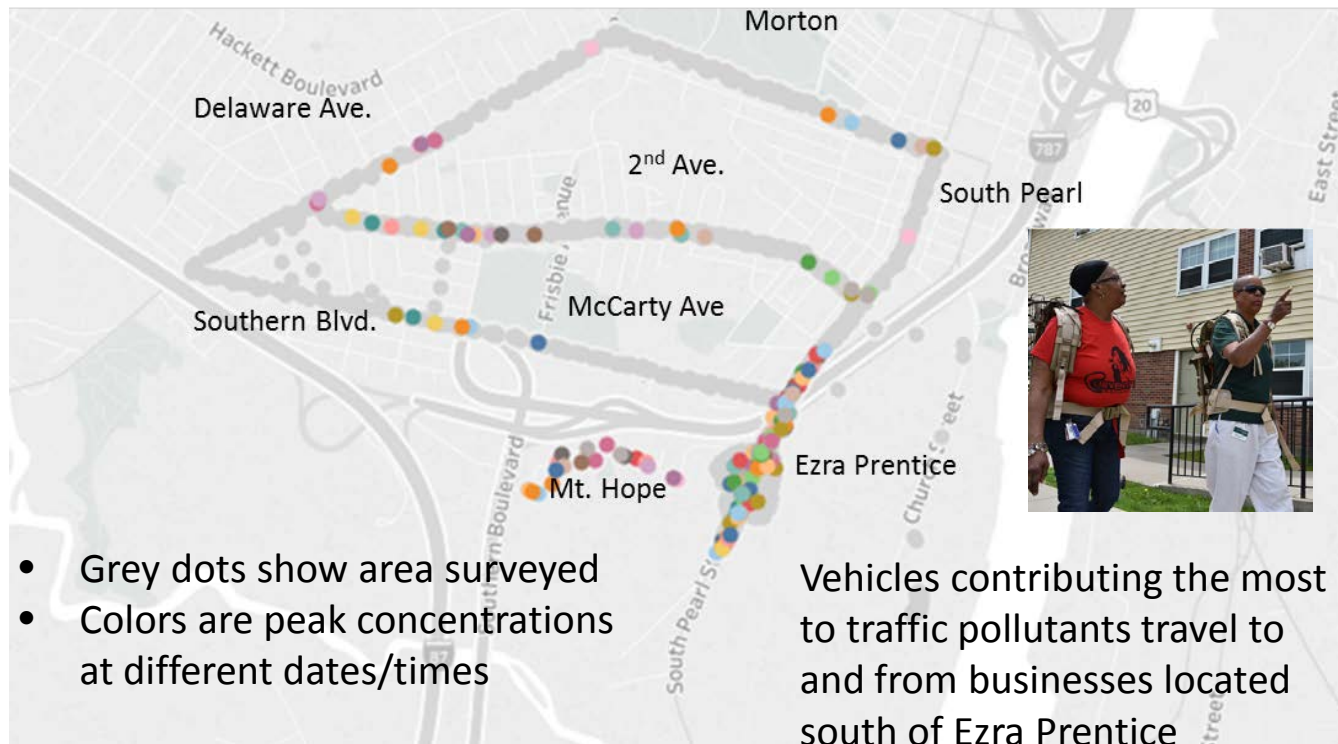 Morton
Hackett Boulevard
Delaware Ave.
20
East Street
787
2nd Ave.
South Pearl
Frisbie Avenue
McCarty Ave
Southern Blvd.
Ezra Prentice
Mt. Hope
Church Street
Southern Boulevard
South Pearl S
87
• Grey dots show area surveyed
• Colors are peak concentrations
at different dates/times
Vehicles contributing the most
to traffic pollutants travel to
and from businesses located
south of Ezra Prentice